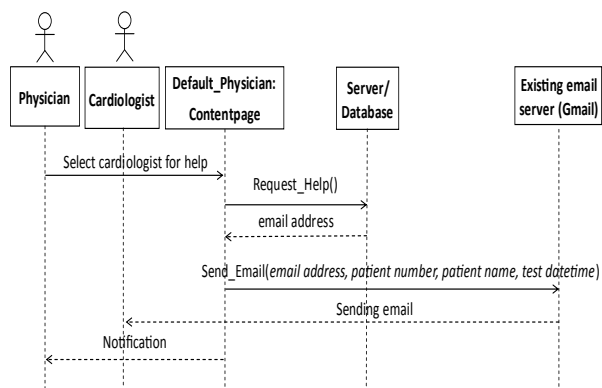 Physician
Cardiologist
Default_Physician:
Contentpage
Server/
Database
Existing email
server (Gmail)
Select cardiologist for help
Request_Help()
email address
Send_Email(email address, patient number, patient name, test datetime)
Sending email
Notification